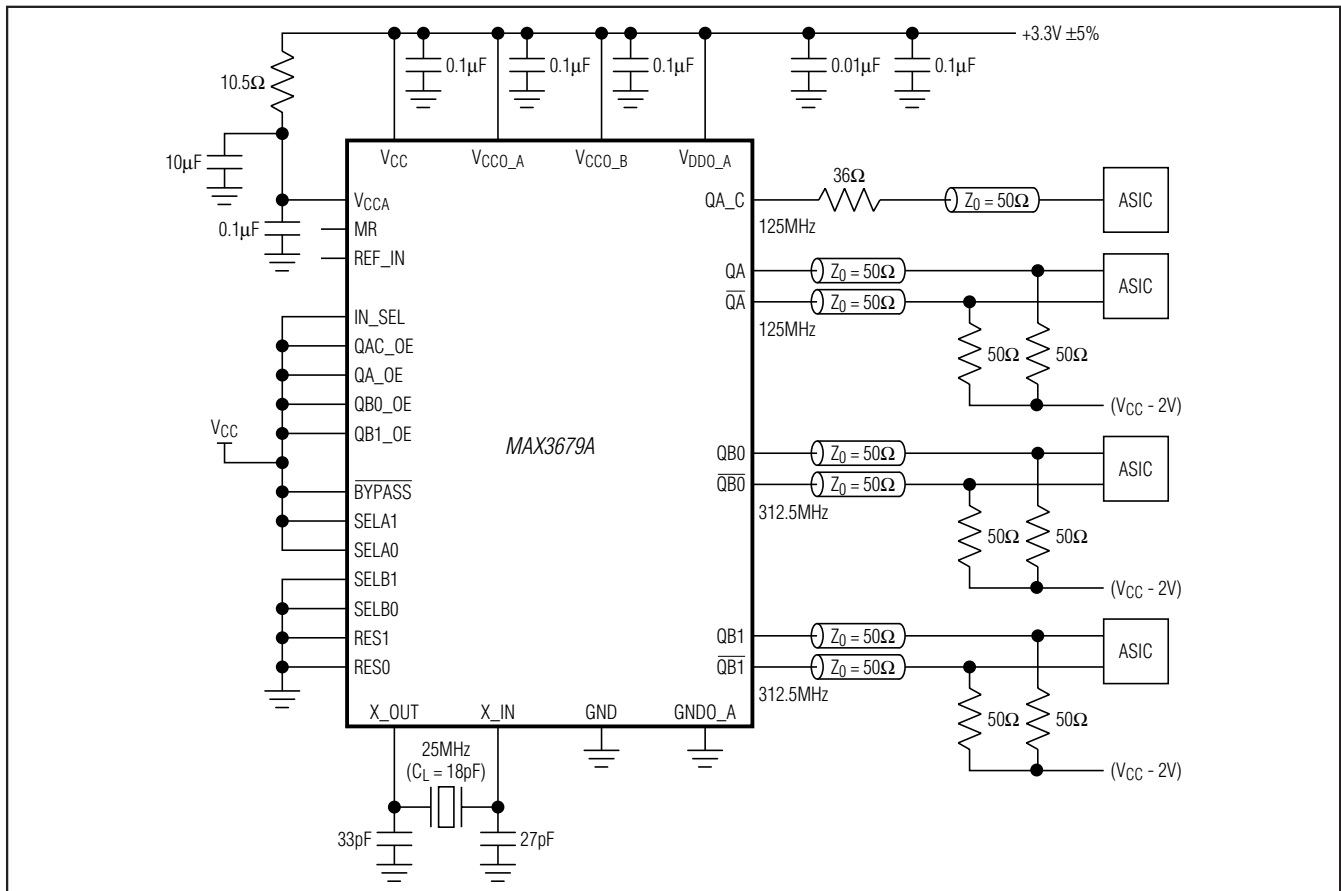 +3.3V ±5%
0.1µF
0.1µF
0.1µF
0.01µF
0.1µF
10.5Ω
10µF
0.1µF
VCC
VCCO_A
VCCO_B
VDDO_A
VCCA
MR
REF_IN
IN_SEL
QAC_OE
QA_OE
QB0_OE
QB1_OE
VCC
BYPASS
SELA1
SELA0
SELB1
SELB0
RES1
RES0
MAX3679A
QA_C
125MHz
36Ω
Z0 = 50Ω
ASIC
QA
Z0 = 50Ω
QA
Z0 = 50Ω
125MHz
ASIC
50Ω
50Ω
(VCC - 2V)
QB0
Z0 = 50Ω
QB0
Z0 = 50Ω
312.5MHz
ASIC
50Ω
50Ω
(VCC - 2V)
QB1
Z0 = 50Ω
QB1
Z0 = 50Ω
312.5MHz
ASIC
50Ω
50Ω
(VCC - 2V)
X_OUT
X_IN
GND
GNDO_A
25MHz
(CL = 18pF)
33pF
27pF